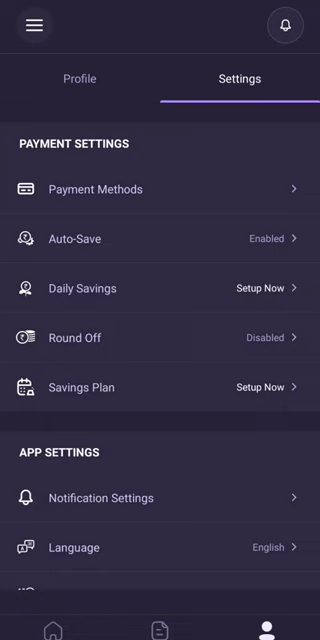 Profile
Settings
PAYMENT SETTINGS
Payment Methods
Auto-Save
Enabled
Daily Savings
Setup Now
Round Off
Disabled
Savings Plan
Setup Now
APP SETTINGS
Notification Settings
Language
English